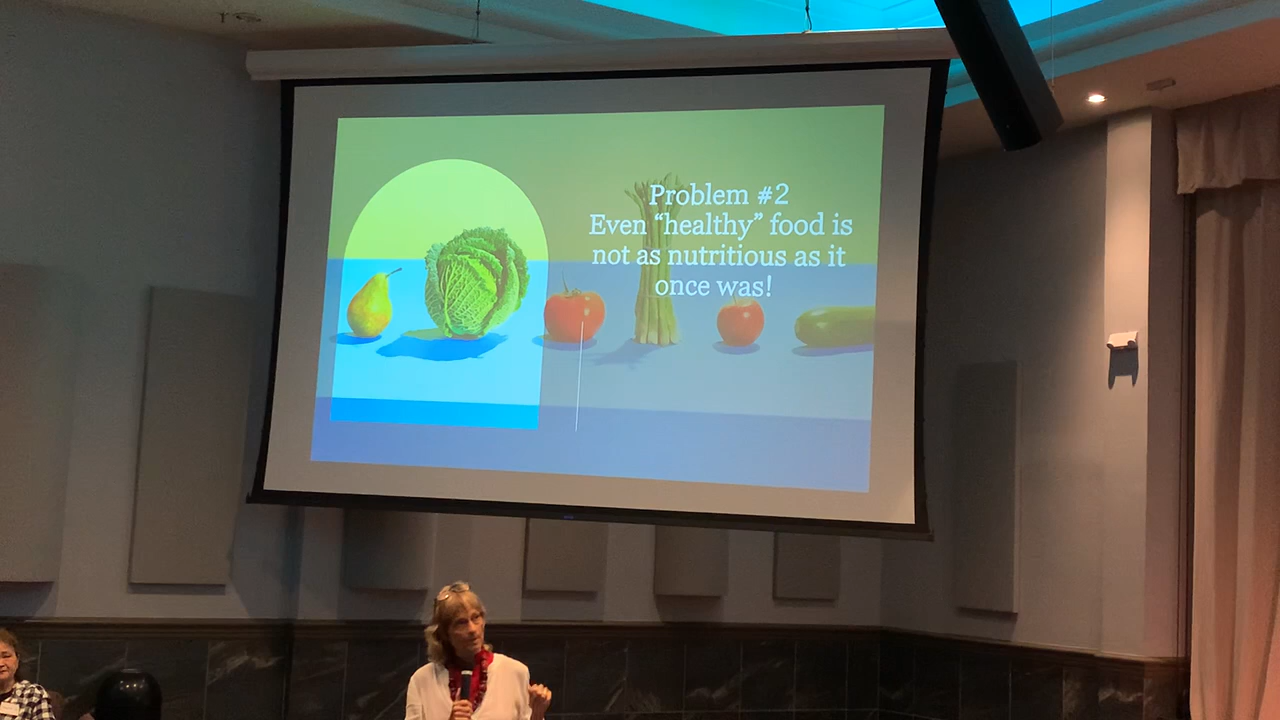 Problem #2
Even “healthy” food is
not as nutritious as it
once was!